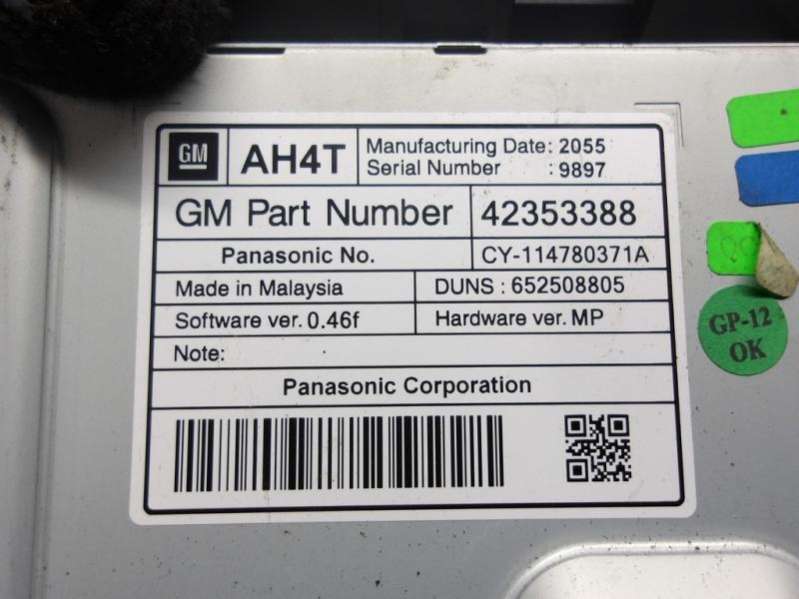 GM
AH4T
Manufacturing Date: 2055
Serial Number : 9897
GM Part Number 42353388
Panasonic No. CY-114780371A
Made in Malaysia DUNS : 652508805
Software ver. 0.46f Hardware ver. MP
Note:
Panasonic Corporation
GP-12
OK